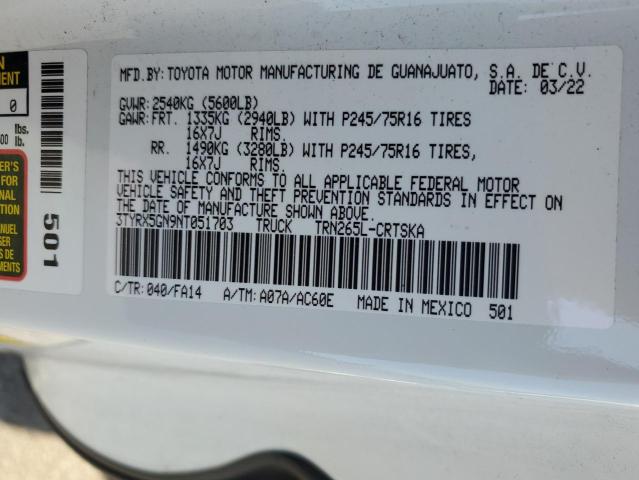 MFD.BY:TOYOTA MOTOR MANUFACTURING DE GUANAJUATO, S.A. DE C.V.
DATE: 03/22
GVWR:2540KG (5600LB)
GAWR:FRT. 1335KG (2940LB) WITH P245/75R16 TIRES
16X7J RIMS.
RR. 1490KG (3280LB) WITH P245/75R16 TIRES,
16X7J RIMS.
THIS VEHICLE CONFORMS TO ALL APPLICABLE FEDERAL MOTOR
VEHICLE SAFETY AND THEFT PREVENTION STANDARDS IN EFFECT ON
THE DATE OF MANUFACTURE SHOWN ABOVE.
3TYRX5GN9NT051703 TRUCK TRN265L-CRTSKA
C/TR:040/FA14 A/TM:A07A/AC60E MADE IN MEXICO 501
0
lbs.
lb.
501